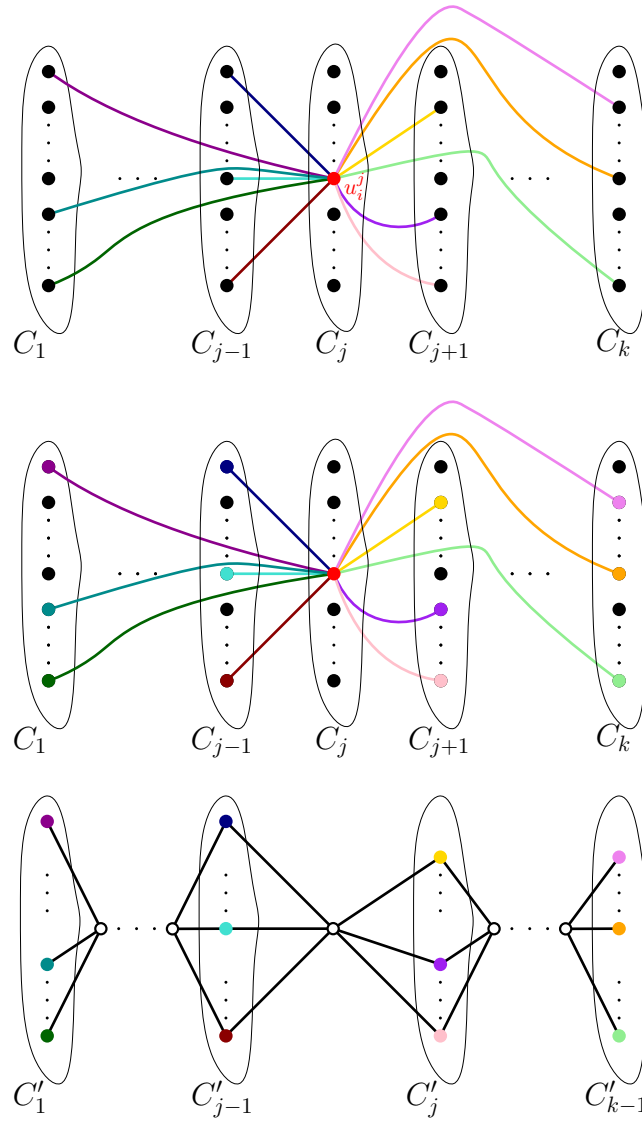 · · ·
· · ·
$u_i^j$
$C_1$ $C_{j-1}$ $C_j$ $C_{j+1}$ $C_k$
· · ·
· · ·
$C_1$ $C_{j-1}$ $C_j$ $C_{j+1}$ $C_k$
· · ·
· · ·
$C'_1$ $C'_{j-1}$ $C'_j$ $C'_{k-1}$